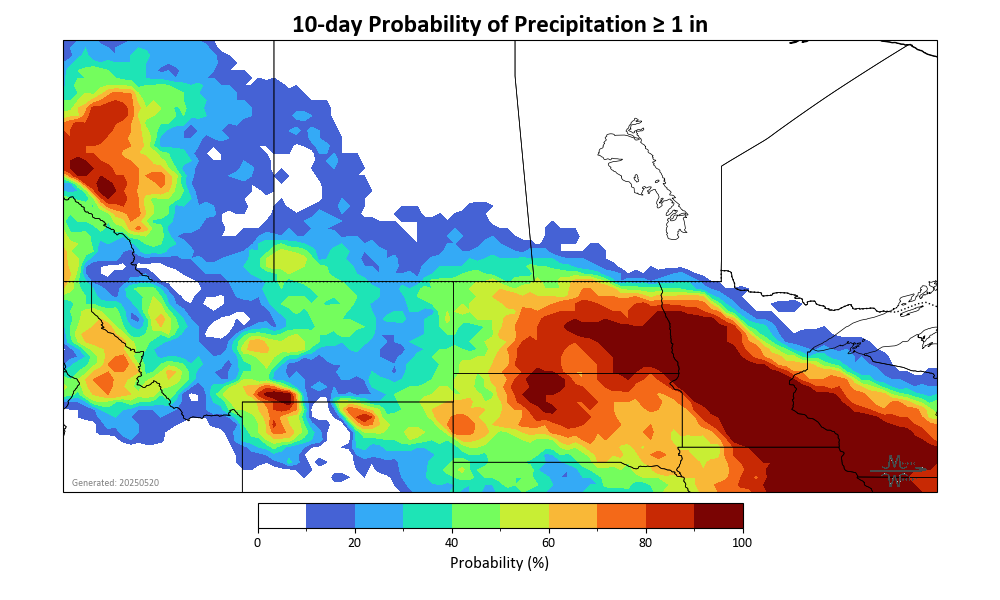 10-day Probability of Precipitation ≥ 1 in
Generated: 20250520
0 20 40 60 80 100
Probability (%)